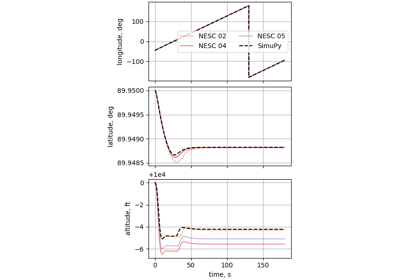 longitude, deg
100
0
−100
NESC 02
NESC 04
NESC 05
SimuPy
latitude, deg
89.9500
89.9495
89.9490
89.9485
+1e4
altitude, ft
0
−2
−4
−6
0
50
100
150
time, s